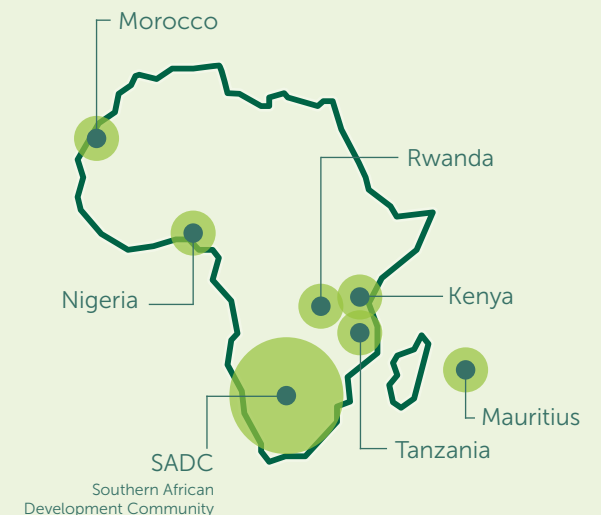 Morocco
Rwanda
Nigeria
Kenya
Mauritius
Tanzania
SADC
Southern African
Development Community